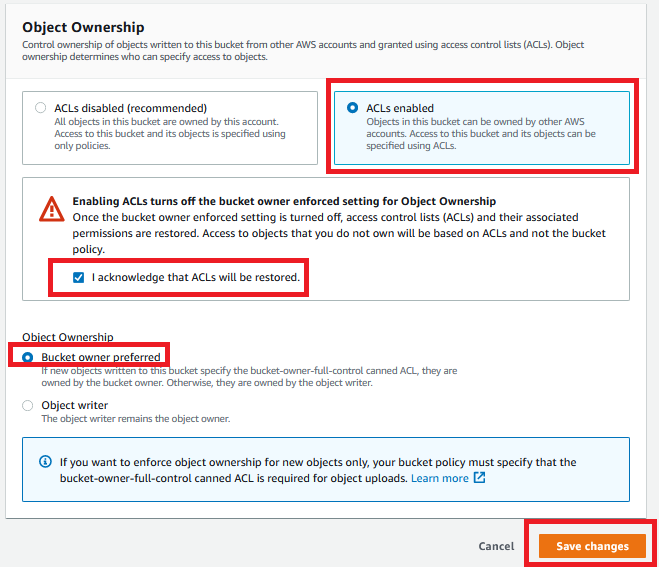 Object Ownership
Control ownership of objects written to this bucket from other AWS accounts and granted using access control lists (ACLs). Object
ownership determines who can specify access to objects.
ACLs disabled (recommended)
All objects in this bucket are owned by this account.
Access to this bucket and its objects is specified using
only policies.
ACLs enabled
Objects in this bucket can be owned by other AWS
accounts. Access to this bucket and its objects can be
specified using ACLs.
Enabling ACLs turns off the bucket owner enforced setting for Object Ownership
Once the bucket owner enforced setting is turned off, access control lists (ACLs) and their associated
permissions are restored. Access to objects that you do not own will be based on ACLs and not the bucket
policy.
I acknowledge that ACLs will be restored.
Object Ownership
Bucket owner preferred
If new objects written to this bucket specify the bucket-owner-full-control canned ACL, they are
owned by the bucket owner. Otherwise, they are owned by the object writer.
Object writer
The object writer remains the object owner.
If you want to enforce object ownership for new objects only, your bucket policy must specify that the
bucket-owner-full-control canned ACL is required for object uploads. Learn more
Cancel
Save changes